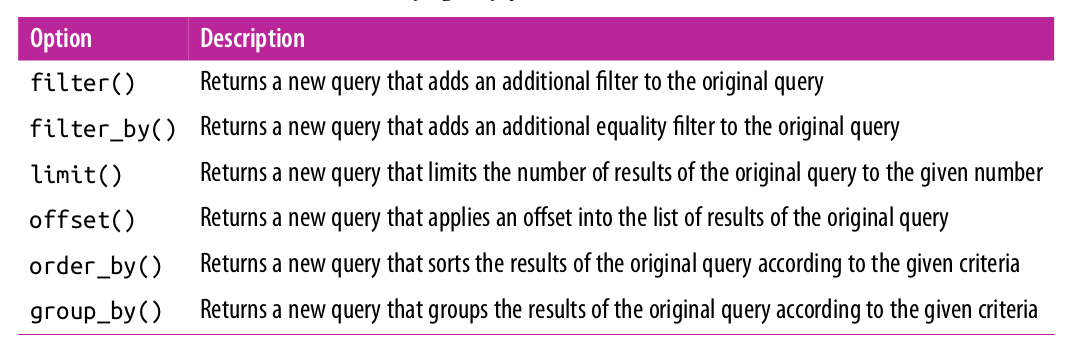 Option Description
filter() Returns a new query that adds an additional filter to the original query
filter_by() Returns a new query that adds an additional equality filter to the original query
limit() Returns a new query that limits the number of results of the original query to the given number
offset() Returns a new query that applies an offset into the list of results of the original query
order_by() Returns a new query that sorts the results of the original query according to the given criteria
group_by() Returns a new query that groups the results of the original query according to the given criteria